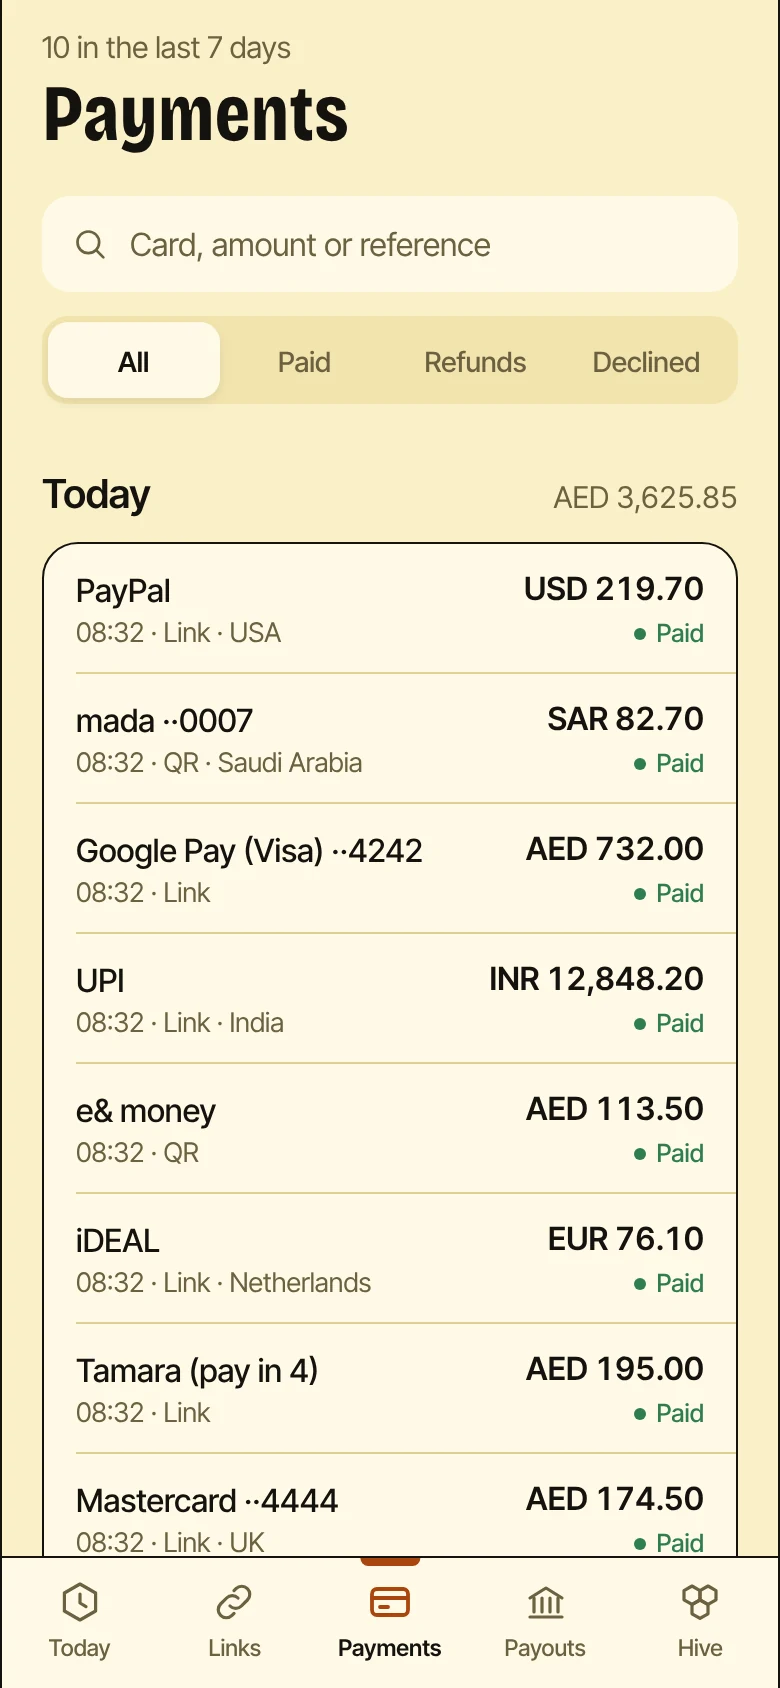 10 in the last 7 days
Payments
Card, amount or reference
All Paid Refunds Declined
Today AED 3,625.85
PayPal USD 219.70
08:32 · Link · USA Paid
mada ··0007 SAR 82.70
08:32 · QR · Saudi Arabia Paid
Google Pay (Visa) ··4242 AED 732.00
08:32 · Link Paid
UPI INR 12,848.20
08:32 · Link · India Paid
e& money AED 113.50
08:32 · QR Paid
iDEAL EUR 76.10
08:32 · Link · Netherlands Paid
Tamara (pay in 4) AED 195.00
08:32 · Link Paid
Mastercard ··4444 AED 174.50
08:32 · Link · UK Paid
Today Links Payments Payouts Hive